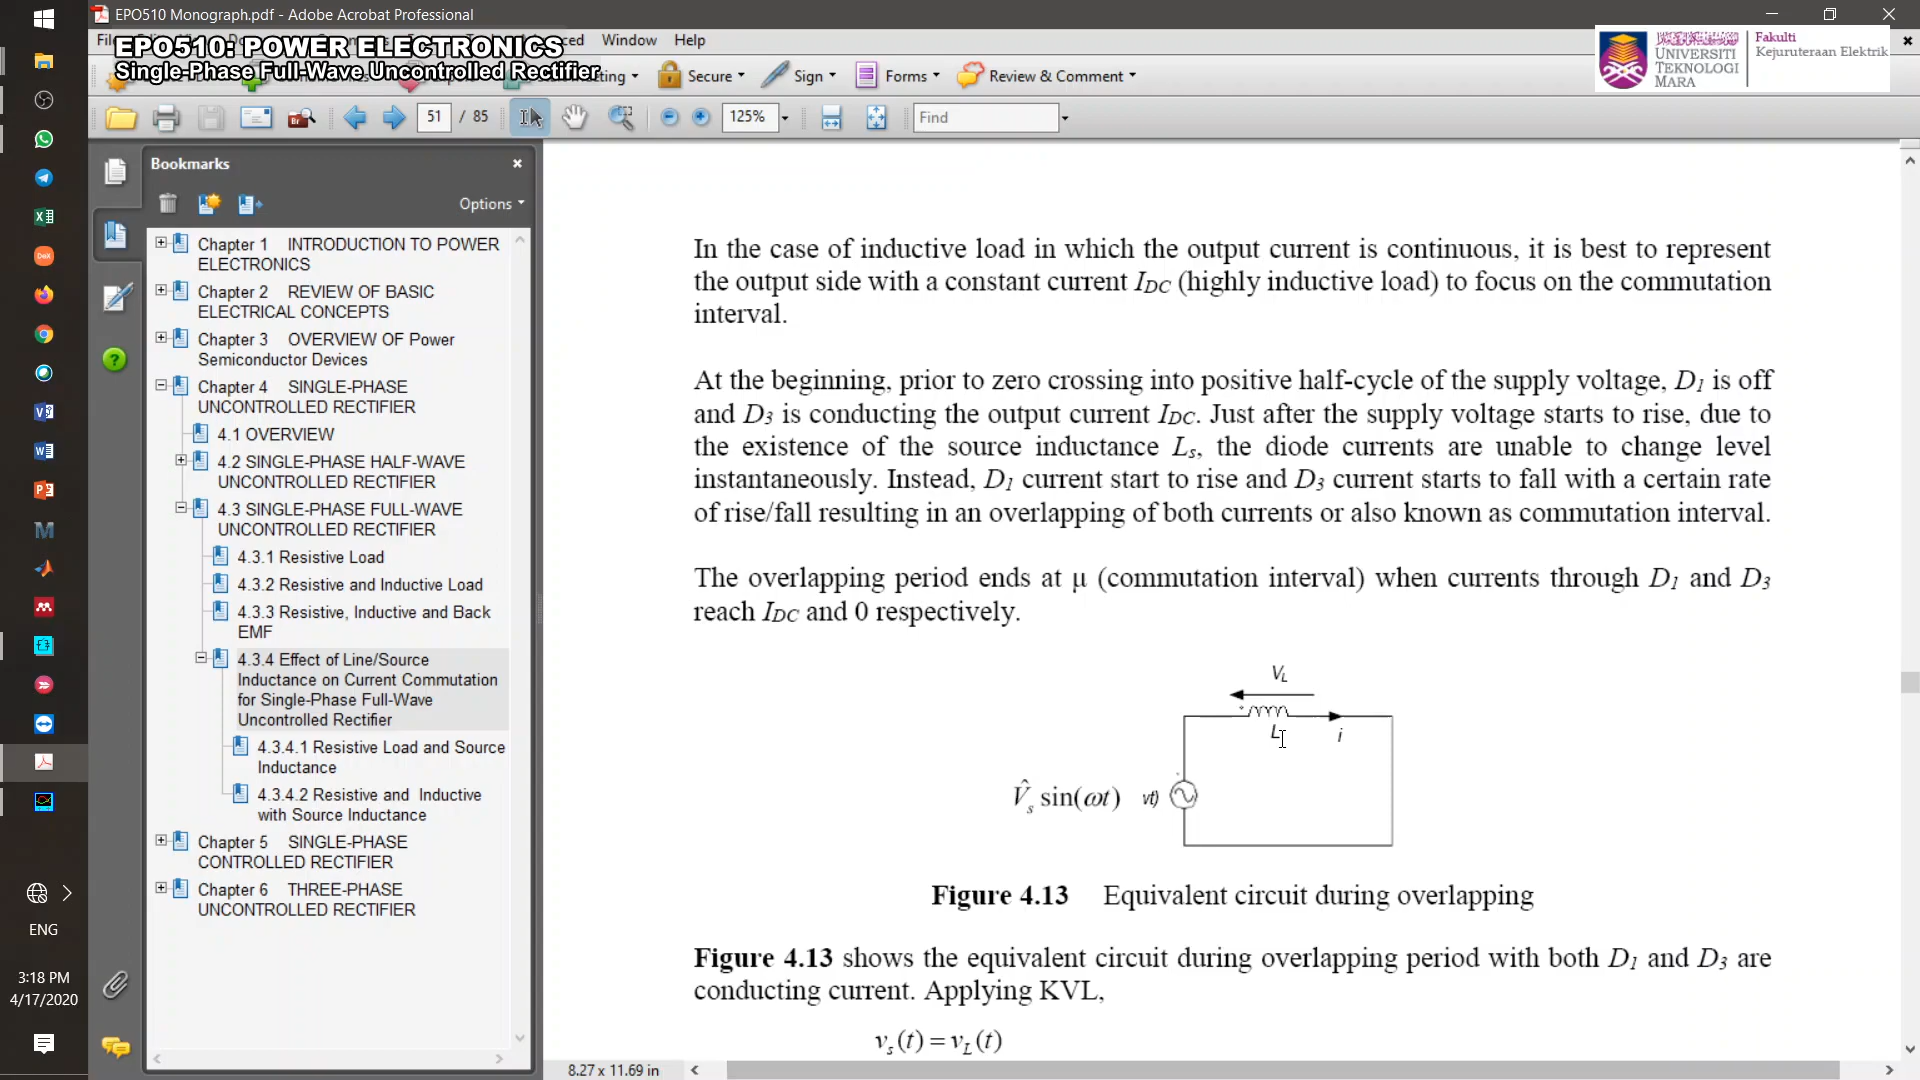 EPO510 Monograph.pdf - Adobe Acrobat Professional
Window Help
EPO510: POWER ELECTRONICS
Single-Phase Full-Wave Uncontrolled Rectifier
Secure Sign Forms Review & Comment
UNIVERSITI
TEKNOLOGI
MARA
Fakulti
Kejuruteraan Elektrik
51 / 85 125% Find
Bookmarks
Options
Chapter 1 INTRODUCTION TO POWER
ELECTRONICS
Chapter 2 REVIEW OF BASIC
ELECTRICAL CONCEPTS
Chapter 3 OVERVIEW OF Power
Semiconductor Devices
Chapter 4 SINGLE-PHASE
UNCONTROLLED RECTIFIER
4.1 OVERVIEW
4.2 SINGLE-PHASE HALF-WAVE
UNCONTROLLED RECTIFIER
4.3 SINGLE-PHASE FULL-WAVE
UNCONTROLLED RECTIFIER
4.3.1 Resistive Load
4.3.2 Resistive and Inductive Load
4.3.3 Resistive, Inductive and Back
EMF
4.3.4 Effect of Line/Source
Inductance on Current Commutation
for Single-Phase Full-Wave
Uncontrolled Rectifier
4.3.4.1 Resistive Load and Source
Inductance
4.3.4.2 Resistive and Inductive
with Source Inductance
Chapter 5 SINGLE-PHASE
CONTROLLED RECTIFIER
Chapter 6 THREE-PHASE
UNCONTROLLED RECTIFIER
ENG
3:18 PM
4/17/2020
In the case of inductive load in which the output current is continuous, it is best to represent
the output side with a constant current IDC (highly inductive load) to focus on the commutation
interval.
At the beginning, prior to zero crossing into positive half-cycle of the supply voltage, D1 is off
and D3 is conducting the output current IDC. Just after the supply voltage starts to rise, due to
the existence of the source inductance Ls, the diode currents are unable to change level
instantaneously. Instead, D1 current start to rise and D3 current starts to fall with a certain rate
of rise/fall resulting in an overlapping of both currents or also known as commutation interval.
The overlapping period ends at μ (commutation interval) when currents through D1 and D3
reach IDC and 0 respectively.
VL
L
i
V̂s sin(ωt) v(t)
Figure 4.13 Equivalent circuit during overlapping
Figure 4.13 shows the equivalent circuit during overlapping period with both D1 and D3 are
conducting current. Applying KVL,
vs(t) = vL(t)
8.27 x 11.69 in